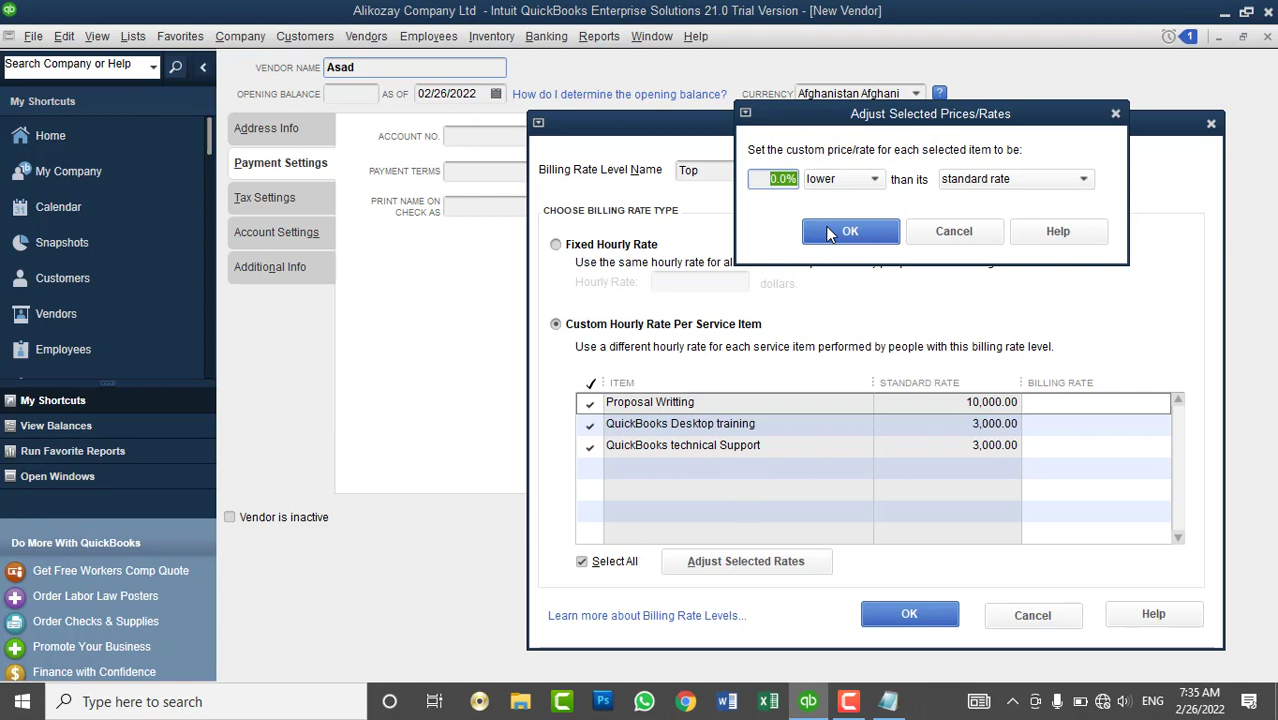 Alikozay Company Ltd - Intuit QuickBooks Enterprise Solutions 21.0 Trial Version - [New Vendor]
File Edit View Lists Favorites Company Customers Vendors Employees Inventory Banking Reports Window Help
1
Search Company or Help
My Shortcuts
Home
My Company
Calendar
Snapshots
Customers
Vendors
Employees
My Shortcuts
View Balances
Run Favorite Reports
Open Windows
Do More With QuickBooks
Get Free Workers Comp Quote
Order Labor Law Posters
Order Checks & Supplies
Promote Your Business
Finance with Confidence
VENDOR NAME Asad
OPENING BALANCE AS OF 02/26/2022 How do I determine the opening balance? CURRENCY Afghanistan Afghani ?
Address Info
Payment Settings
Tax Settings
Account Settings
Additional Info
ACCOUNT NO.
PAYMENT TERMS
PRINT NAME ON
CHECK AS
Vendor is inactive
Billing Rate Level Name Top
CHOOSE BILLING RATE TYPE
Fixed Hourly Rate
Use the same hourly rate for al
Hourly Rate: dollars.
Custom Hourly Rate Per Service Item
Use a different hourly rate for each service item performed by people with this billing rate level.
ITEM STANDARD RATE BILLING RATE
Proposal Writting 10,000.00
QuickBooks Desktop training 3,000.00
QuickBooks technical Support 3,000.00
Select All Adjust Selected Rates
Learn more about Billing Rate Levels... OK Cancel Help
Adjust Selected Prices/Rates
Set the custom price/rate for each selected item to be:
0.0% lower than its standard rate
OK Cancel Help
Type here to search
ENG
7:35 AM
2/26/2022